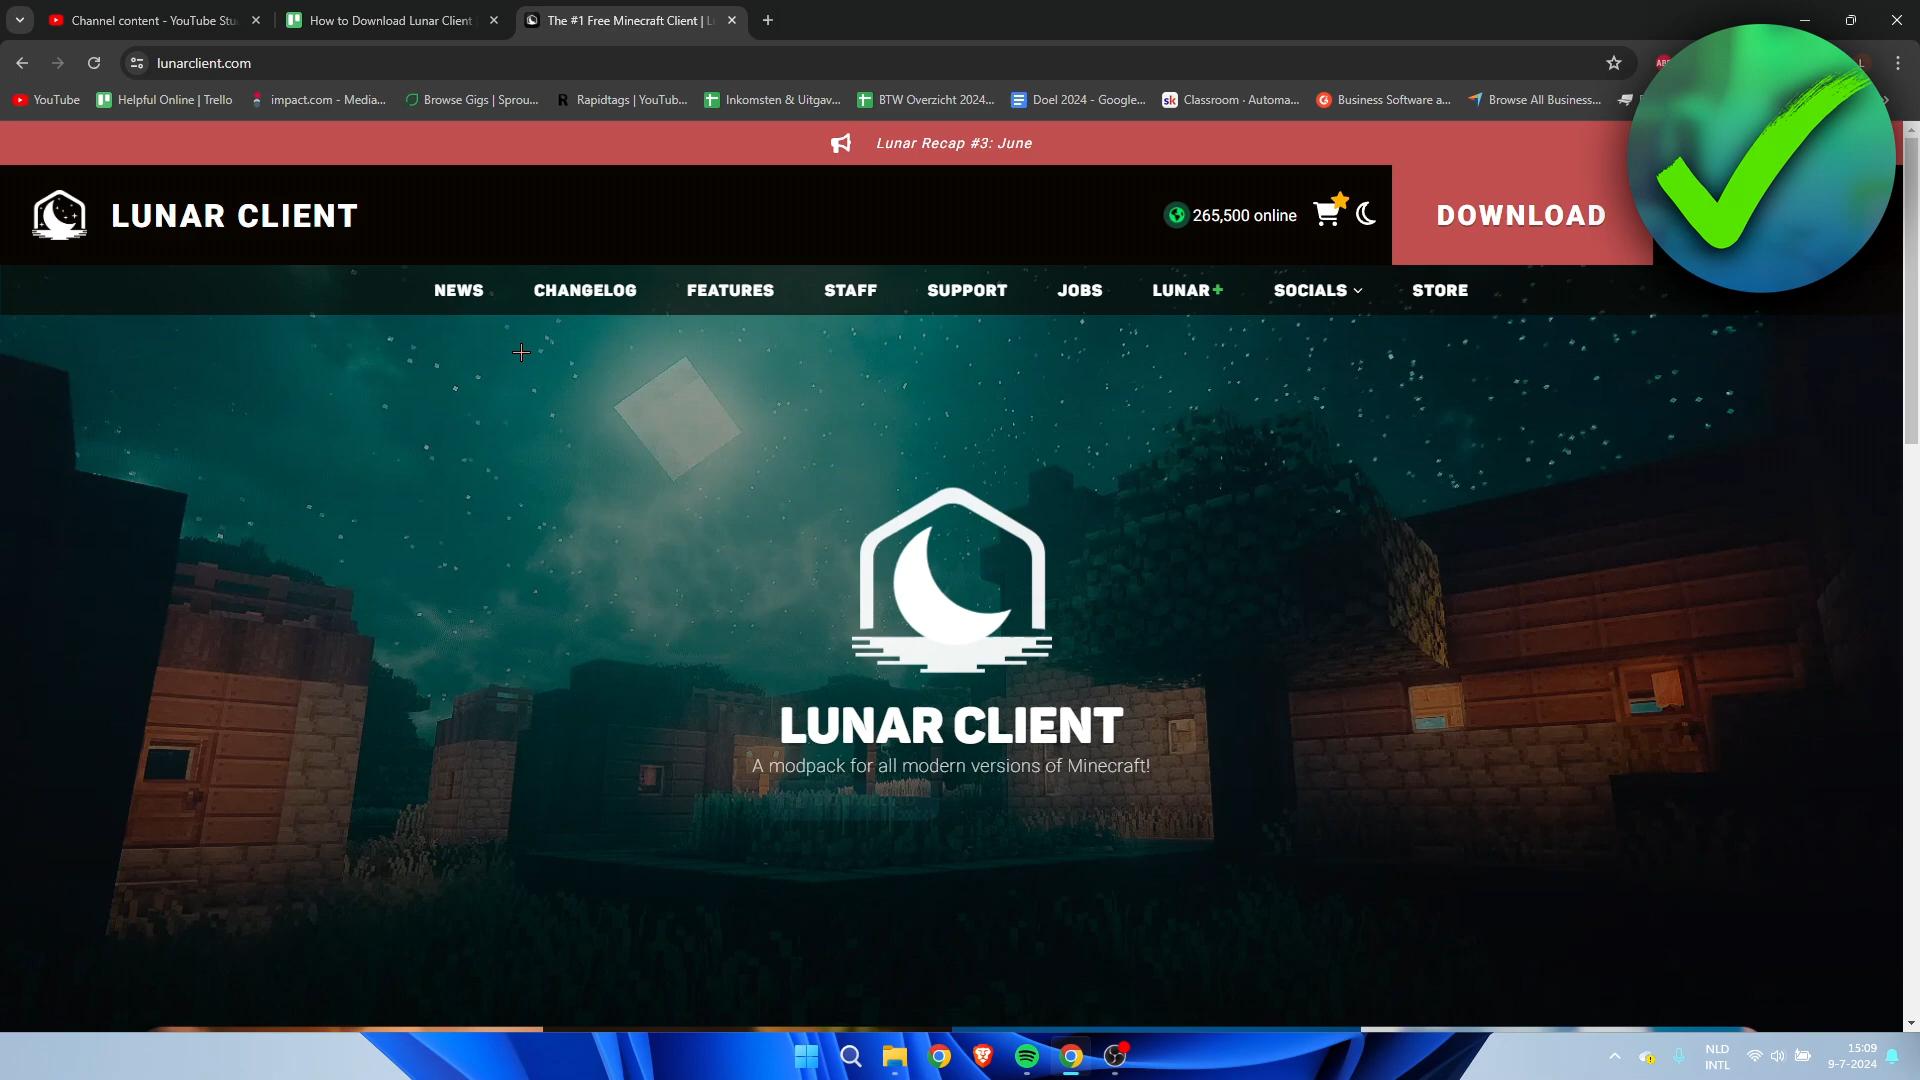 Channel content - YouTube Stu
How to Download Lunar Client
The #1 Free Minecraft Client | L
lunarclient.com
YouTube
Helpful Online | Trello
impact.com - Media...
Browse Gigs | Sprou...
R Rapidtags | YouTub...
Inkomsten & Uitgav...
BTW Overzicht 2024...
Doel 2024 - Google...
sk Classroom - Automa...
Business Software a...
Browse All Business...
Lunar Recap #3: June
LUNAR CLIENT
265,500 online
DOWNLOAD
NEWS
CHANGELOG
FEATURES
STAFF
SUPPORT
JOBS
LUNAR+
SOCIALS
STORE
LUNAR CLIENT
A modpack for all modern versions of Minecraft!
NLD
INTL
15:09
9-7-2024